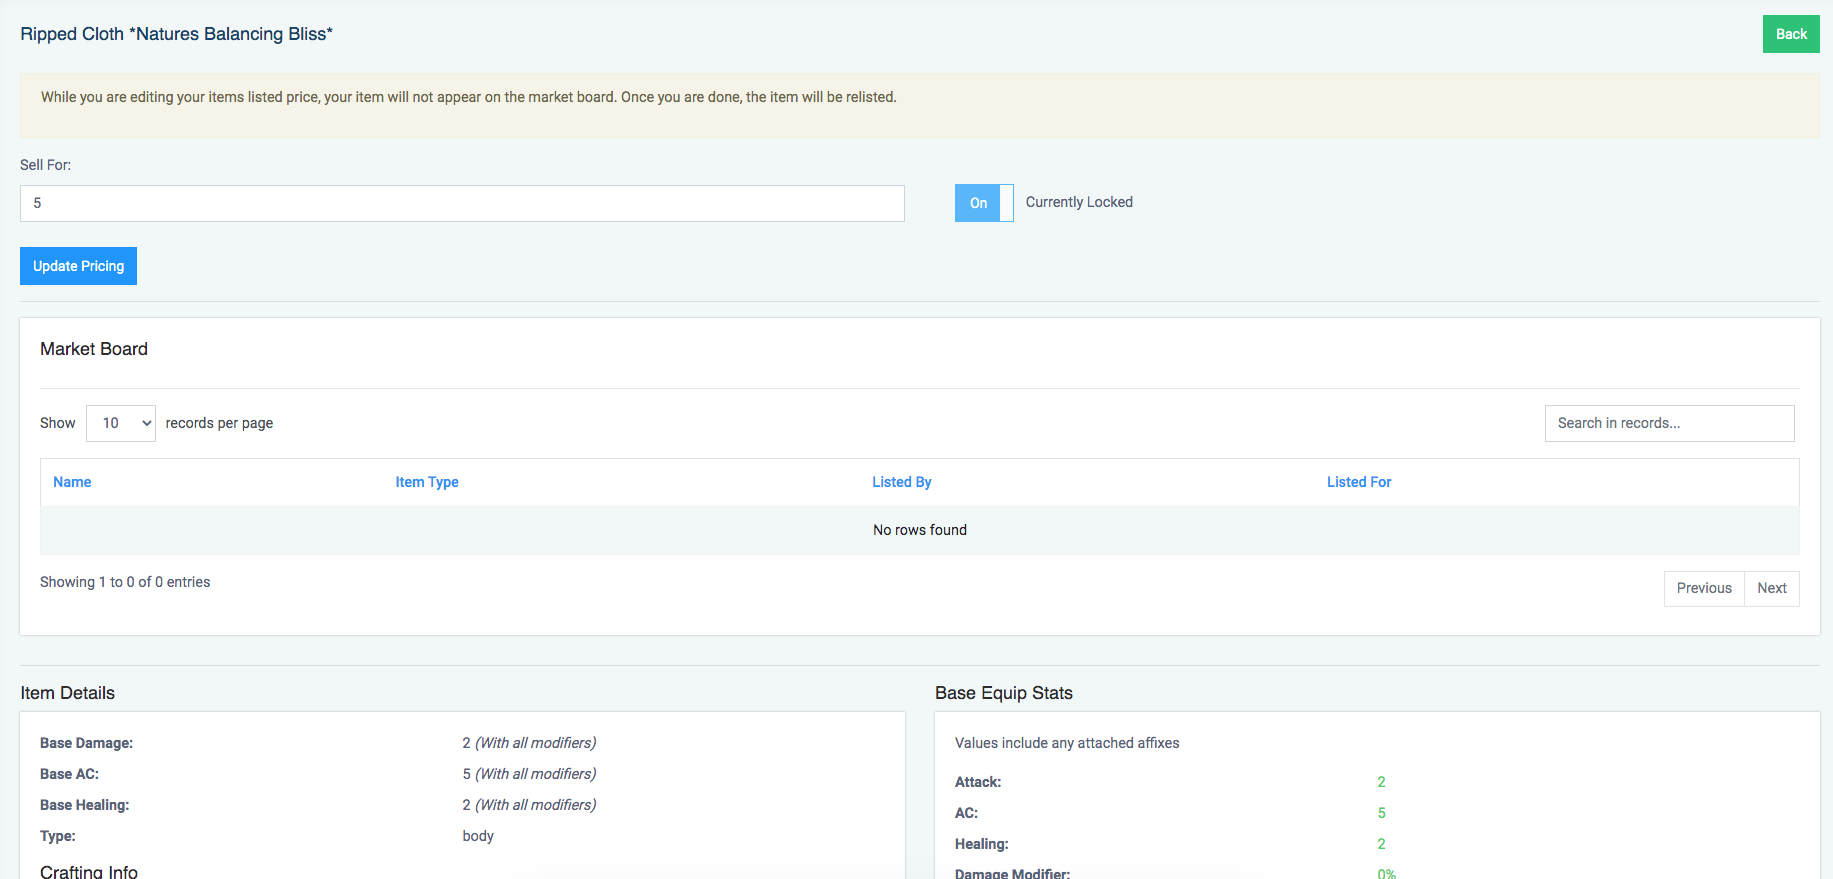 Ripped Cloth *Natures Balancing Bliss*
Back
While you are editing your items listed price, your item will not appear on the market board. Once you are done, the item will be relisted.
Sell For:
5
On
Currently Locked
Update Pricing
Market Board
Show 10 records per page
Search in records...
Name Item Type Listed By Listed For
No rows found
Showing 1 to 0 of 0 entries
Previous Next
Item Details
Base Damage: 2 (With all modifiers)
Base AC: 5 (With all modifiers)
Base Healing: 2 (With all modifiers)
Type: body
Crafting Info
Base Equip Stats
Values include any attached affixes
Attack: 2
AC: 5
Healing: 2
Damage Modifier: 0%